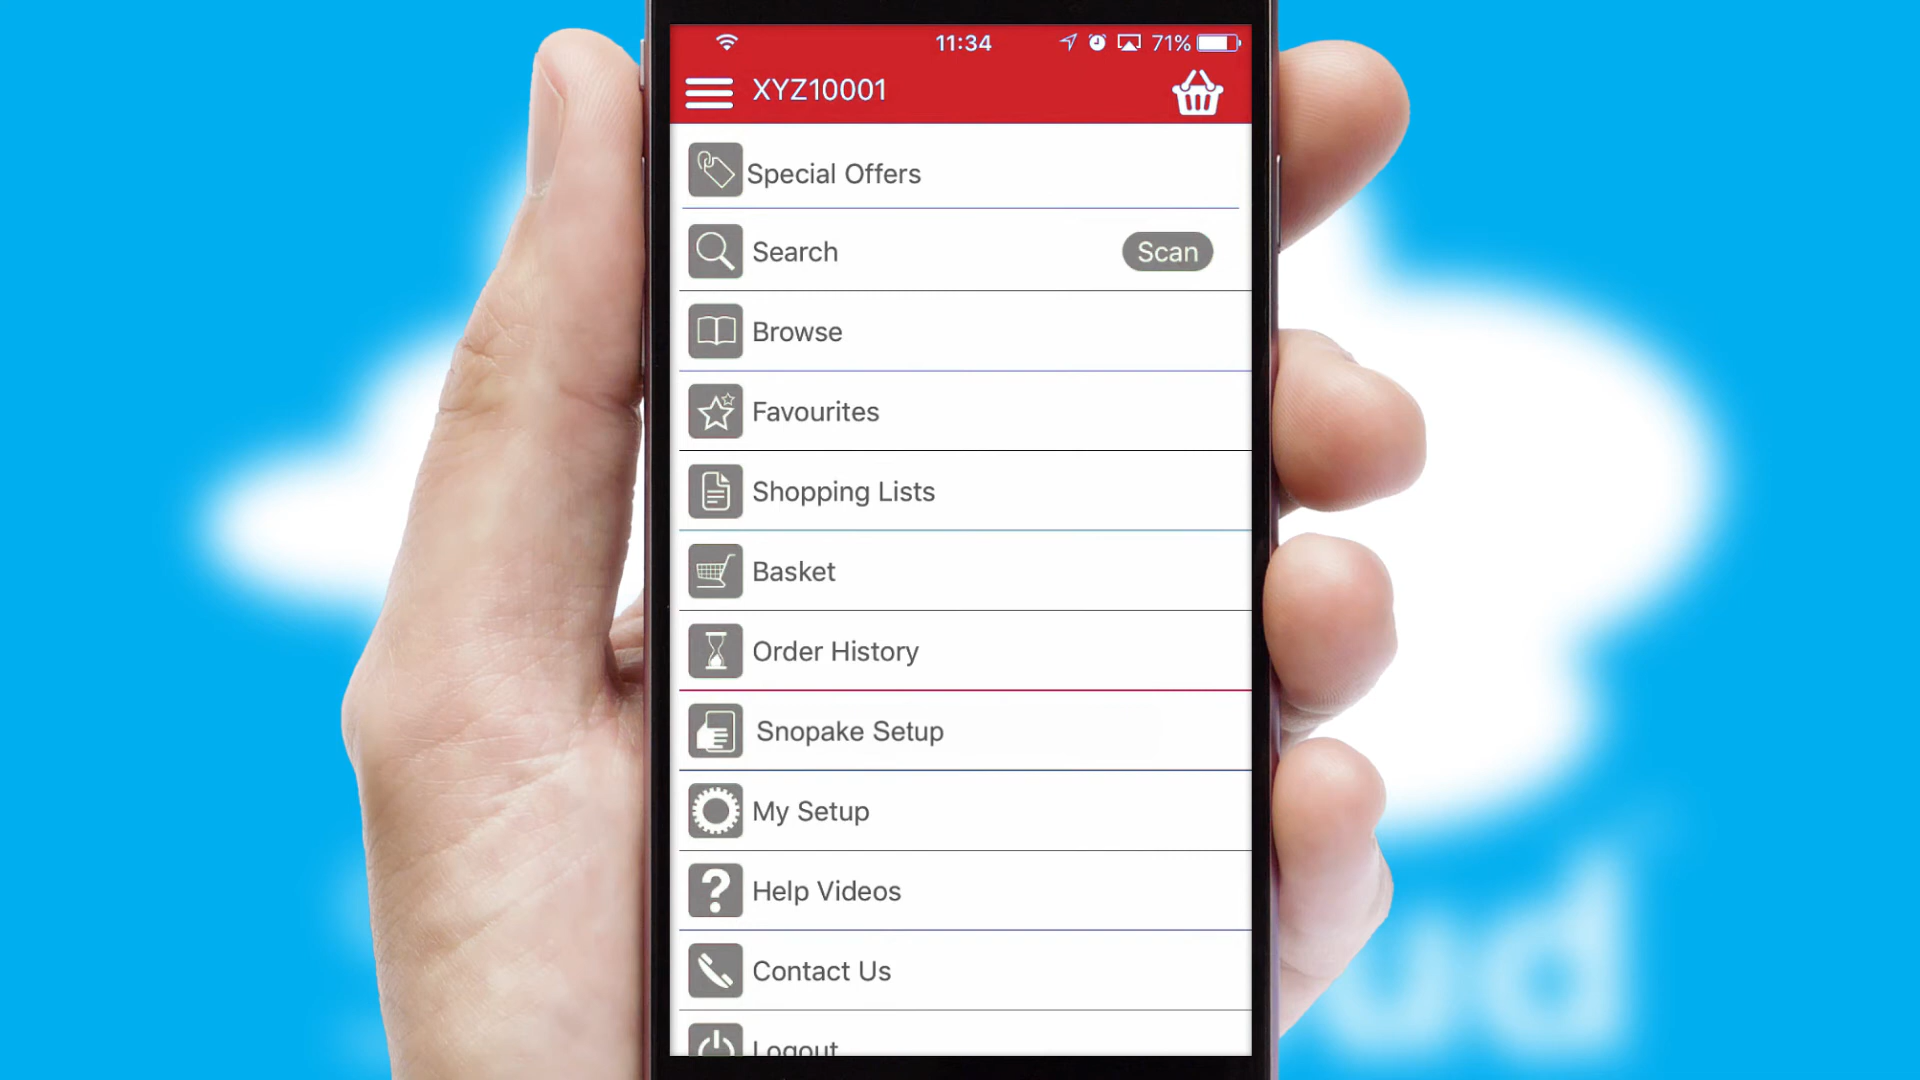 11:34 71%
XYZ10001
Special Offers
Search Scan
Browse
Favourites
Shopping Lists
Basket
Order History
Snopake Setup
My Setup
Help Videos
Contact Us
Logout